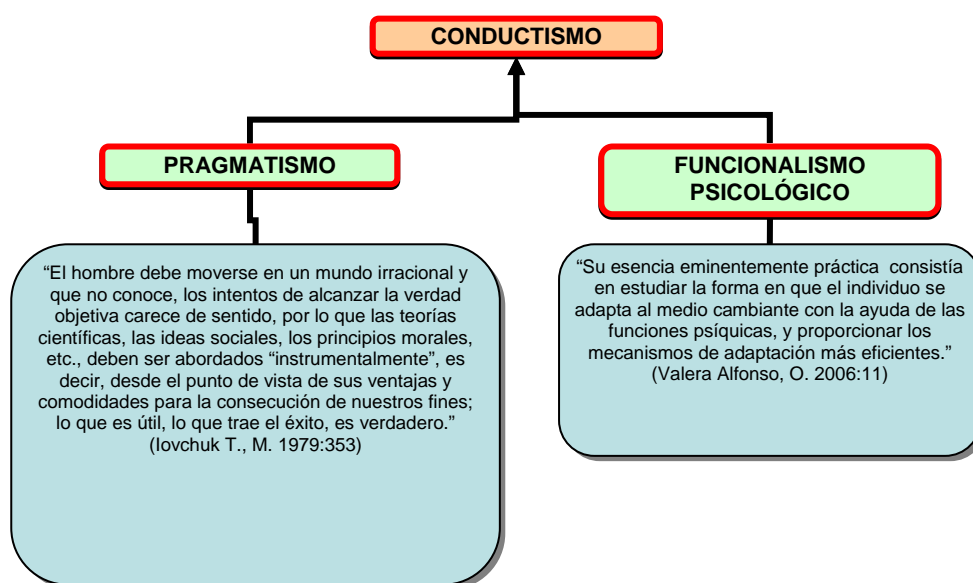 CONDUCTISMO
PRAGMATISMO
FUNCIONALISMO
PSICOLÓGICO
“El hombre debe moverse en un mundo irracional y
que no conoce, los intentos de alcanzar la verdad
objetiva carece de sentido, por lo que las teorías
científicas, las ideas sociales, los principios morales,
etc., deben ser abordados “instrumentalmente”, es
decir, desde el punto de vista de sus ventajas y
comodidades para la consecución de nuestros fines;
lo que es útil, lo que trae el éxito, es verdadero.”
(Iovchuk T., M. 1979:353)
“Su esencia eminentemente práctica consistía
en estudiar la forma en que el individuo se
adapta al medio cambiante con la ayuda de las
funciones psíquicas, y proporcionar los
mecanismos de adaptación más eficientes.”
(Valera Alfonso, O. 2006:11)